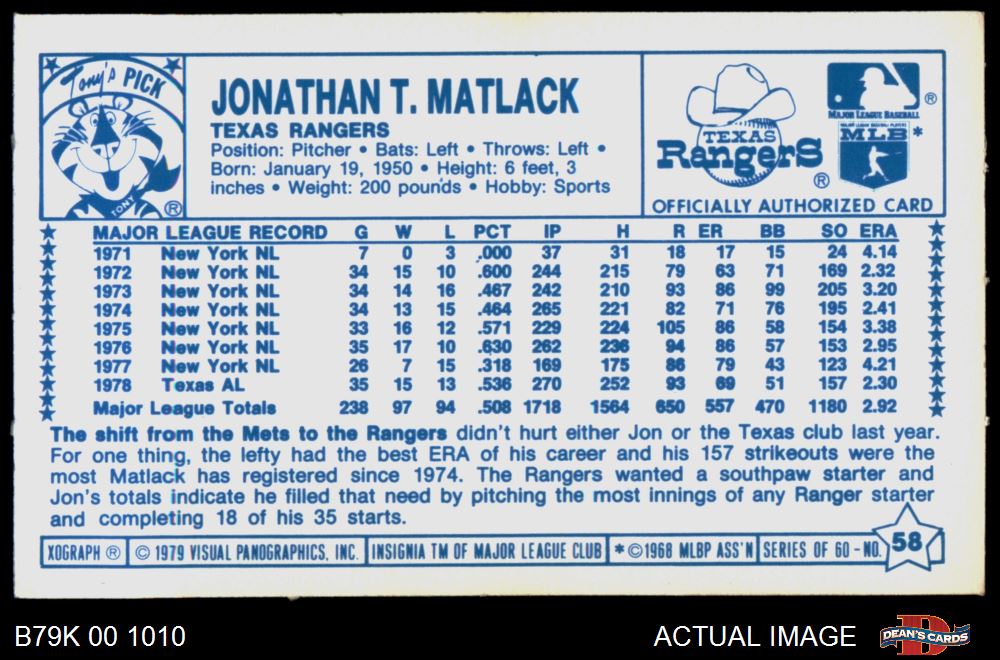 Tony's PICK
TONY
®
JONATHAN T. MATLACK
TEXAS RANGERS
Position: Pitcher • Bats: Left • Throws: Left •
Born: January 19, 1950 • Height: 6 feet, 3
inches • Weight: 200 pounds • Hobby: Sports
TEXAS
RangerS
®
®
MAJOR LEAGUE BASEBALL
MAJOR LEAGUE BASEBALL PLAYERS
MLB *
OFFICIALLY AUTHORIZED CARD
MAJOR LEAGUE RECORD G W L PCT IP H R ER BB SO ERA
1971 New York NL 7 0 3 .000 37 31 18 17 15 24 4.14
1972 New York NL 34 15 10 .600 244 215 79 63 71 169 2.32
1973 New York NL 34 14 16 .467 242 210 93 86 99 205 3.20
1974 New York NL 34 13 15 .464 265 221 82 71 76 195 2.41
1975 New York NL 33 16 12 .571 229 224 105 86 58 154 3.38
1976 New York NL 35 17 10 .630 262 236 94 86 57 153 2.95
1977 New York NL 26 7 15 .318 169 175 86 79 43 123 4.21
1978 Texas AL 35 15 13 .536 270 252 93 69 51 157 2.30
Major League Totals 238 97 94 .508 1718 1564 650 557 470 1180 2.92
The shift from the Mets to the Rangers didn't hurt either Jon or the Texas club last year.
For one thing, the lefty had the best ERA of his career and his 157 strikeouts were the
most Matlack has registered since 1974. The Rangers wanted a southpaw starter and
Jon's totals indicate he filled that need by pitching the most innings of any Ranger starter
and completing 18 of his 35 starts.
XOGRAPH ® © 1979 VISUAL PANOGRAPHICS, INC. INSIGNIA TM OF MAJOR LEAGUE CLUB * © 1968 MLBP ASS'N SERIES OF 60 - NO. 58
B79K 00 1010
ACTUAL IMAGE
DEAN'S CARDS